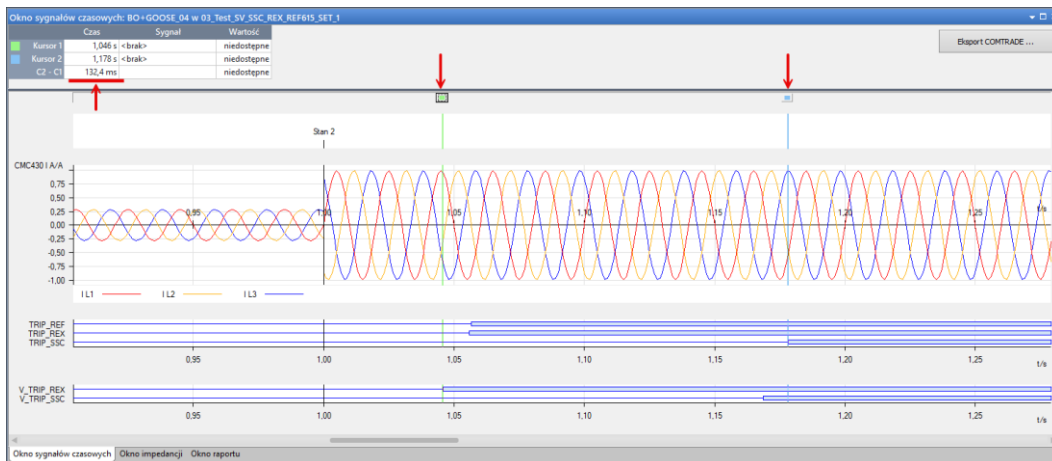 Okno sygnałów czasowych: BO+GOOSE_04 w 03_Test_SV_SSC_REX_REF615_SET_1
Czas Sygnał Wartość
Kursor 1 1,046 s <brak> niedostępne
Kursor 2 1,178 s <brak> niedostępne
C2 - C1 132,4 ms niedostępne
Eksport COMTRADE ...
Stan 2
CMC430 I A/A
0,75
0,50
0,25
0,00
-0,25
-0,50
-0,75
-1,00
0,95 1,00 1,05 1,10 1,15 1,20 1,25 t/s
I L1 I L2 I L3
TRIP_REF
TRIP_REX
TRIP_SSC
0,95 1,00 1,05 1,10 1,15 1,20 1,25 t/s
V_TRIP_REX
V_TRIP_SSC
0,95 1,00 1,05 1,10 1,15 1,20 1,25 t/s
Okno sygnałów czasowych Okno impedancji Okno raportu